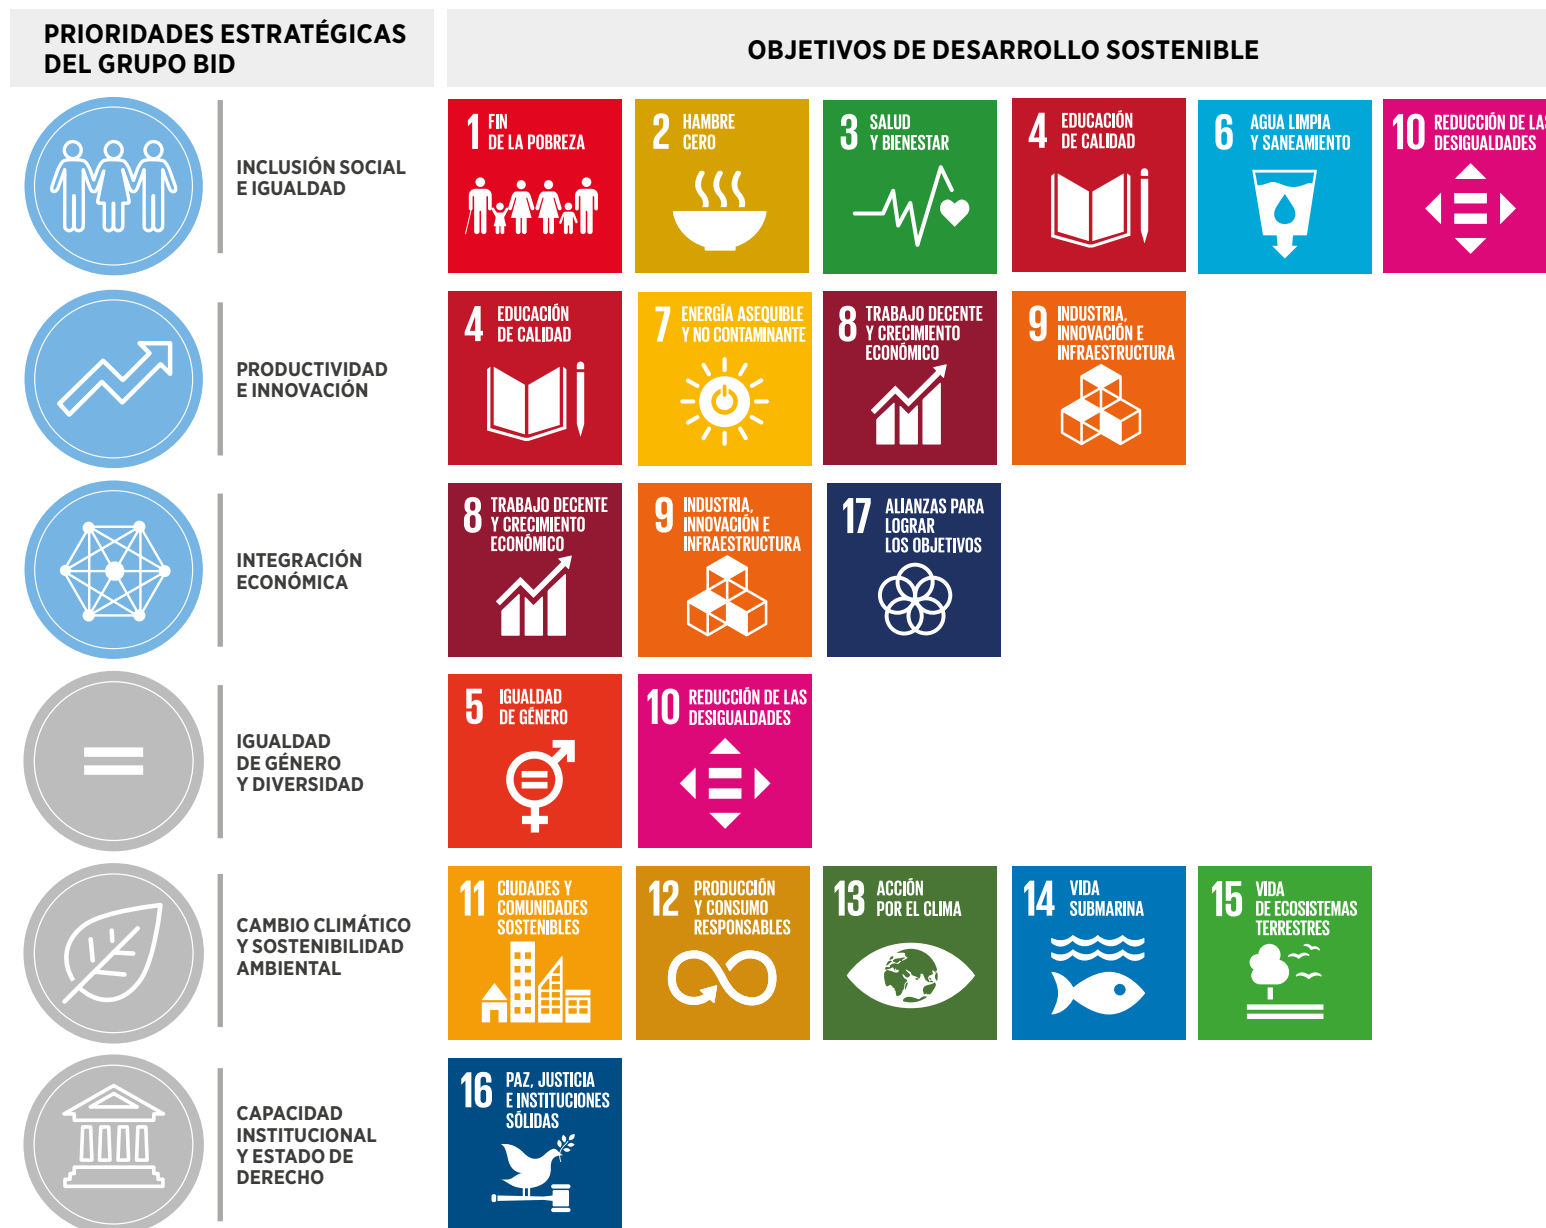 PRIORIDADES ESTRATÉGICAS
DEL GRUPO BID
OBJETIVOS DE DESARROLLO SOSTENIBLE
INCLUSIÓN SOCIAL
E IGUALDAD
1 FIN
DE LA POBREZA
2 HAMBRE
CERO
3 SALUD
Y BIENESTAR
4 EDUCACIÓN
DE CALIDAD
6 AGUA LIMPIA
Y SANEAMIENTO
10 REDUCCIÓN DE LAS
DESIGUALDADES
PRODUCTIVIDAD
E INNOVACIÓN
4 EDUCACIÓN
DE CALIDAD
7 ENERGÍA ASEQUIBLE
Y NO CONTAMINANTE
8 TRABAJO DECENTE
Y CRECIMIENTO
ECONÓMICO
9 INDUSTRIA,
INNOVACIÓN E
INFRAESTRUCTURA
INTEGRACIÓN
ECONÓMICA
8 TRABAJO DECENTE
Y CRECIMIENTO
ECONÓMICO
9 INDUSTRIA,
INNOVACIÓN E
INFRAESTRUCTURA
17 ALIANZAS PARA
LOGRAR
LOS OBJETIVOS
IGUALDAD
DE GÉNERO
Y DIVERSIDAD
5 IGUALDAD
DE GÉNERO
10 REDUCCIÓN DE LAS
DESIGUALDADES
CAMBIO CLIMÁTICO
Y SOSTENIBILIDAD
AMBIENTAL
11 CIUDADES Y
COMUNIDADES
SOSTENIBLES
12 PRODUCCIÓN
Y CONSUMO
RESPONSABLES
13 ACCIÓN
POR EL CLIMA
14 VIDA
SUBMARINA
15 VIDA
DE ECOSISTEMAS
TERRESTRES
CAPACIDAD
INSTITUCIONAL
Y ESTADO DE
DERECHO
16 PAZ, JUSTICIA
E INSTITUCIONES
SÓLIDAS